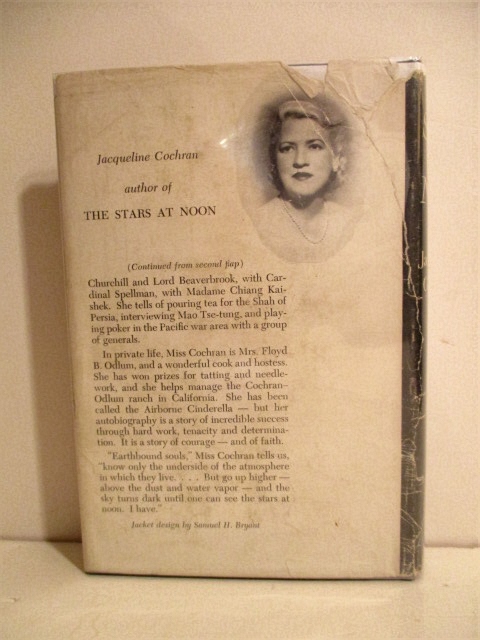 Jacqueline Cochran
author of
THE STARS AT NOON
(Continued from second flap)
Churchill and Lord Beaverbrook, with Car-
dinal Spellman, with Madame Chiang Kai-
shek. She tells of pouring tea for the Shah of
Persia, interviewing Mao Tse-tung, and play-
ing poker in the Pacific war area with a group
of generals.
In private life, Miss Cochran is Mrs. Floyd
B. Odlum, and a wonderful cook and hostess.
She has won prizes for tatting and needle-
work, and she helps manage the Cochran-
Odlum ranch in California. She has been
called the Airborne Cinderella — but her
autobiography is a story of incredible success
through hard work, tenacity and determina-
tion. It is a story of courage — and of faith.
"Earthbound souls," Miss Cochran tells us,
"know only the underside of the atmosphere
in which they live. . . . But go up higher —
above the dust and water vapor — and the
sky turns dark until one can see the stars at
noon. I have."
Jacket design by Samuel H. Bryant